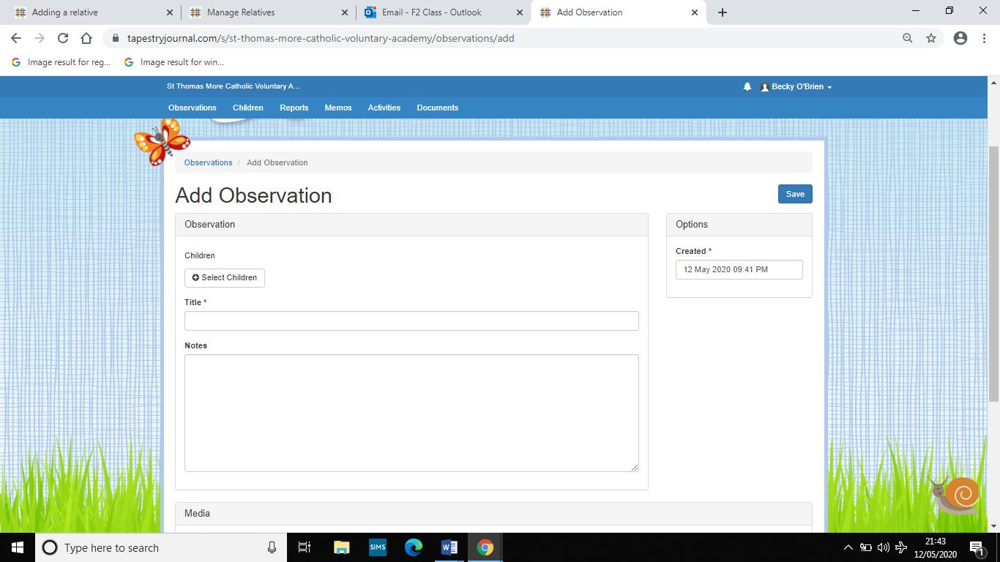 Adding a relative
Manage Relatives
Email - F2 Class - Outlook
Add Observation
tapestryjournal.com/s/st-thomas-more-catholic-voluntary-academy/observations/add
Image result for reg...
Image result for win...
St Thomas More Catholic Voluntary A...
Becky O'Brien
Observations Children Reports Memos Activities Documents
Observations / Add Observation
Add Observation
Save
Observation
Options
Children
Created *
Select Children
12 May 2020 09:41 PM
Title *
Notes
Media
Type here to search
SIMS
21:43
12/05/2020
1